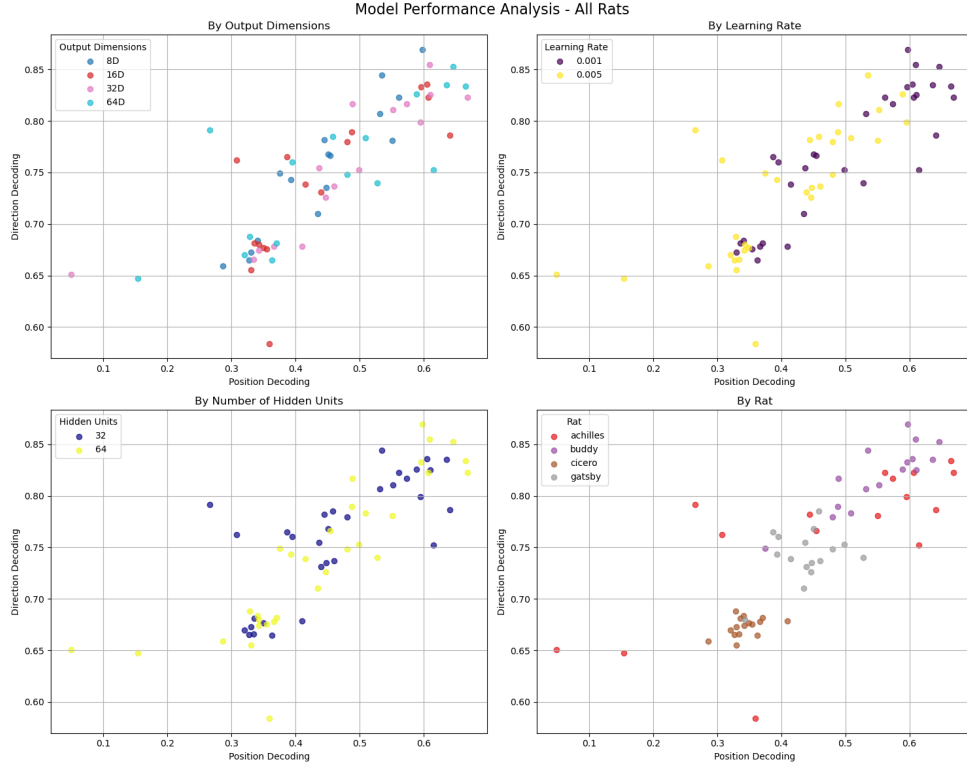 Model Performance Analysis - All Rats
By Output Dimensions
Output Dimensions
8D
16D
32D
64D
0.85
0.80
0.75
0.70
0.65
0.60
Direction Decoding
0.1 0.2 0.3 0.4 0.5 0.6
Position Decoding
By Learning Rate
Learning Rate
0.001
0.005
0.85
0.80
0.75
0.70
0.65
0.60
Direction Decoding
0.1 0.2 0.3 0.4 0.5 0.6
Position Decoding
By Number of Hidden Units
Hidden Units
32
64
0.85
0.80
0.75
0.70
0.65
0.60
Direction Decoding
0.1 0.2 0.3 0.4 0.5 0.6
Position Decoding
By Rat
Rat
achilles
buddy
cicero
gatsby
0.85
0.80
0.75
0.70
0.65
0.60
Direction Decoding
0.1 0.2 0.3 0.4 0.5 0.6
Position Decoding